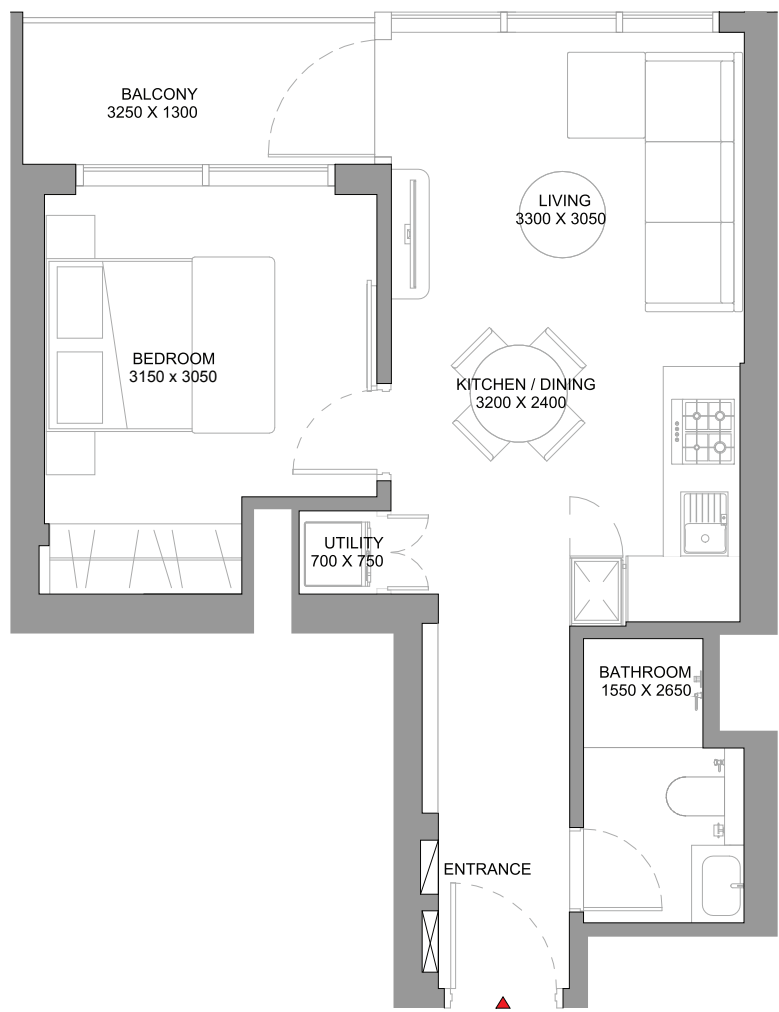 BALCONY
3250 X 1300
LIVING
3300 X 3050
BEDROOM
3150 x 3050
KITCHEN / DINING
3200 X 2400
UTILITY
700 X 750
BATHROOM
1550 X 2650
ENTRANCE